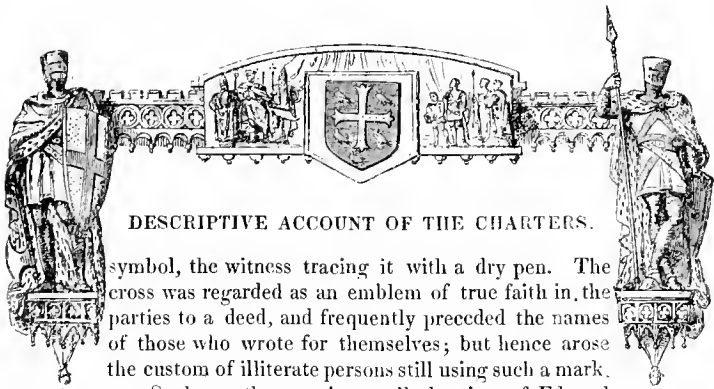 DESCRIPTIVE ACCOUNT OF THE CHARTERS.
symbol, the witness tracing it with a dry pen. The
cross was regarded as an emblem of true faith in the
parties to a deed, and frequently preceded the names
of those who wrote for themselves; but hence arose
the custom of illiterate persons still using such a mark.